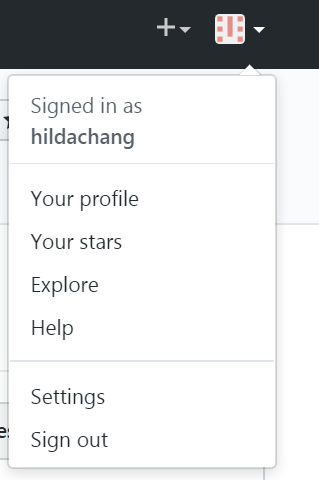 Signed in as
hildachang
Your profile
Your stars
Explore
Help
Settings
Sign out